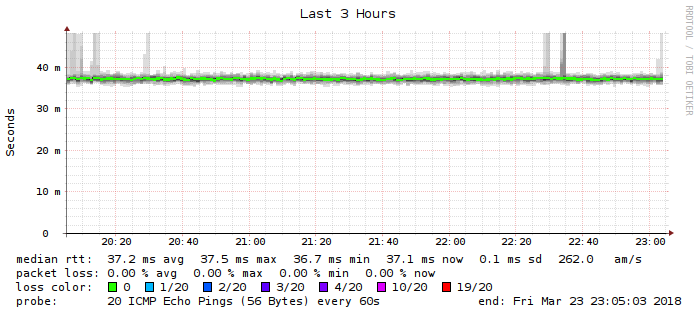 Last 3 Hours
RRDTOOL / TOBI OETIKER
Seconds
40 m
30 m
20 m
10 m
0
20:20 20:40 21:00 21:20 21:40 22:00 22:20 22:40 23:00
median rtt: 37.2 ms avg 37.5 ms max 36.7 ms min 37.1 ms now 0.1 ms sd 262.0 am/s
packet loss: 0.00 % avg 0.00 % max 0.00 % min 0.00 % now
loss color: 0 1/20 2/20 3/20 4/20 10/20 19/20
probe: 20 ICMP Echo Pings (56 Bytes) every 60s end: Fri Mar 23 23:05:03 2018